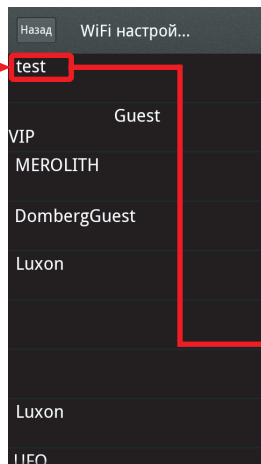 Назад WiFi настрой...
test
Guest
VIP
MEROLITH
DombergGuest
Luxon
Luxon
UFO